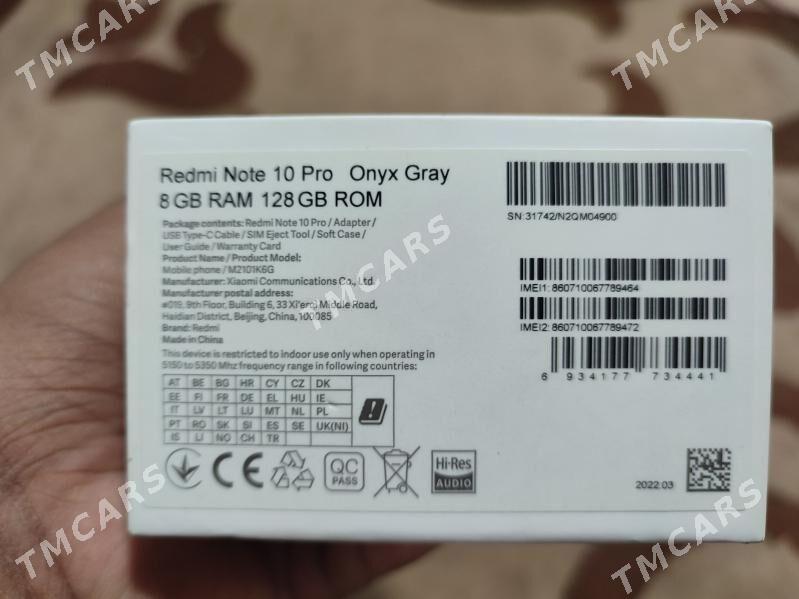 TMCARS
TMCARS
Redmi Note 10 Pro Onyx Gray
8 GB RAM 128 GB ROM
Package contents: Redmi Note 10 Pro / Adapter /
USB Type-C Cable / SIM Eject Tool / Soft Case /
User Guide / Warranty Card
Product Name / Product Model:
Mobile phone / M2101K6G
Manufacturer: Xiaomi Communications Co., Ltd.
Manufacturer postal address:
#019, 9th Floor, Building 6, 33 Xi'erqi Middle Road,
Haidian District, Beijing, China, 100085
Brand: Redmi
Made in China
This device is restricted to indoor use only when operating in
5150 to 5350 Mhz frequency range in following countries:
AT BE BG HR CY CZ DK
EE FI FR DE EL HU IE
IT LV LT LU MT NL PL
PT RO SK SI ES SE UK(NI)
IS LI NO CH TR
SN:31742/N2QM04900
IMEI1: 860710067789464
IMEI2: 860710067789472
6 934177 734441
CE
QC
PASS
Hi-Res
AUDIO
2022.03
TMCARS
TMCARS
TMCARS